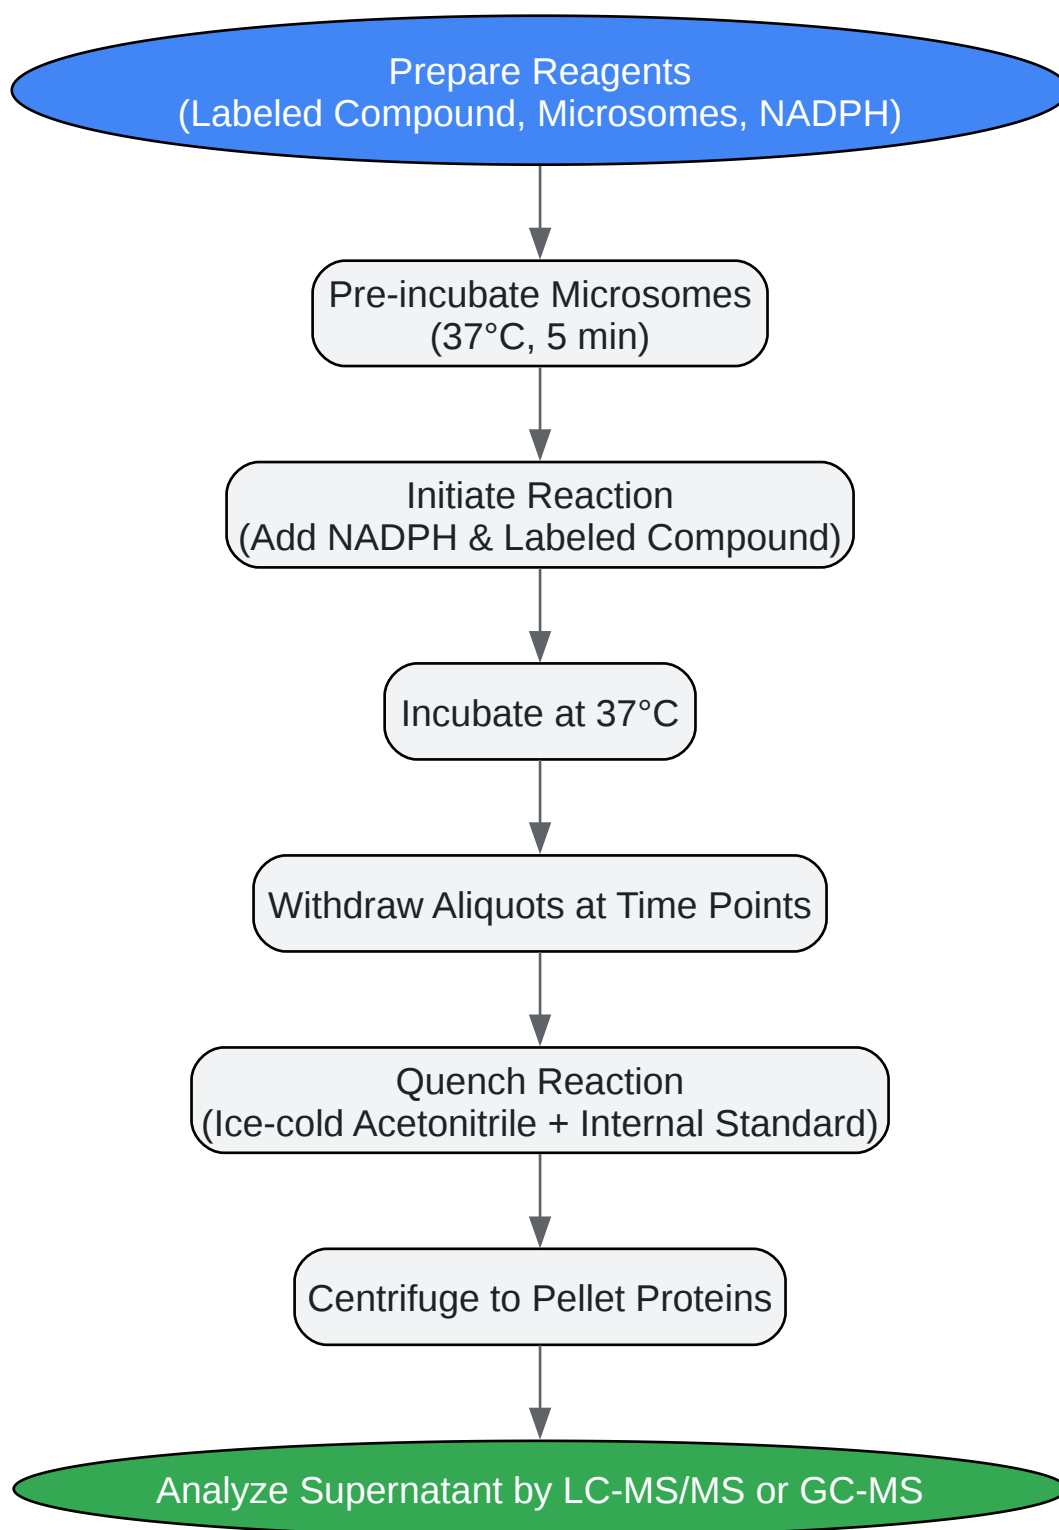 Prepare Reagents
(Labeled Compound, Microsomes, NADPH)
Pre-incubate Microsomes
(37°C, 5 min)
Initiate Reaction
(Add NADPH & Labeled Compound)
Incubate at 37°C
Withdraw Aliquots at Time Points
Quench Reaction
(Ice-cold Acetonitrile + Internal Standard)
Centrifuge to Pellet Proteins
Analyze Supernatant by LC-MS/MS or GC-MS